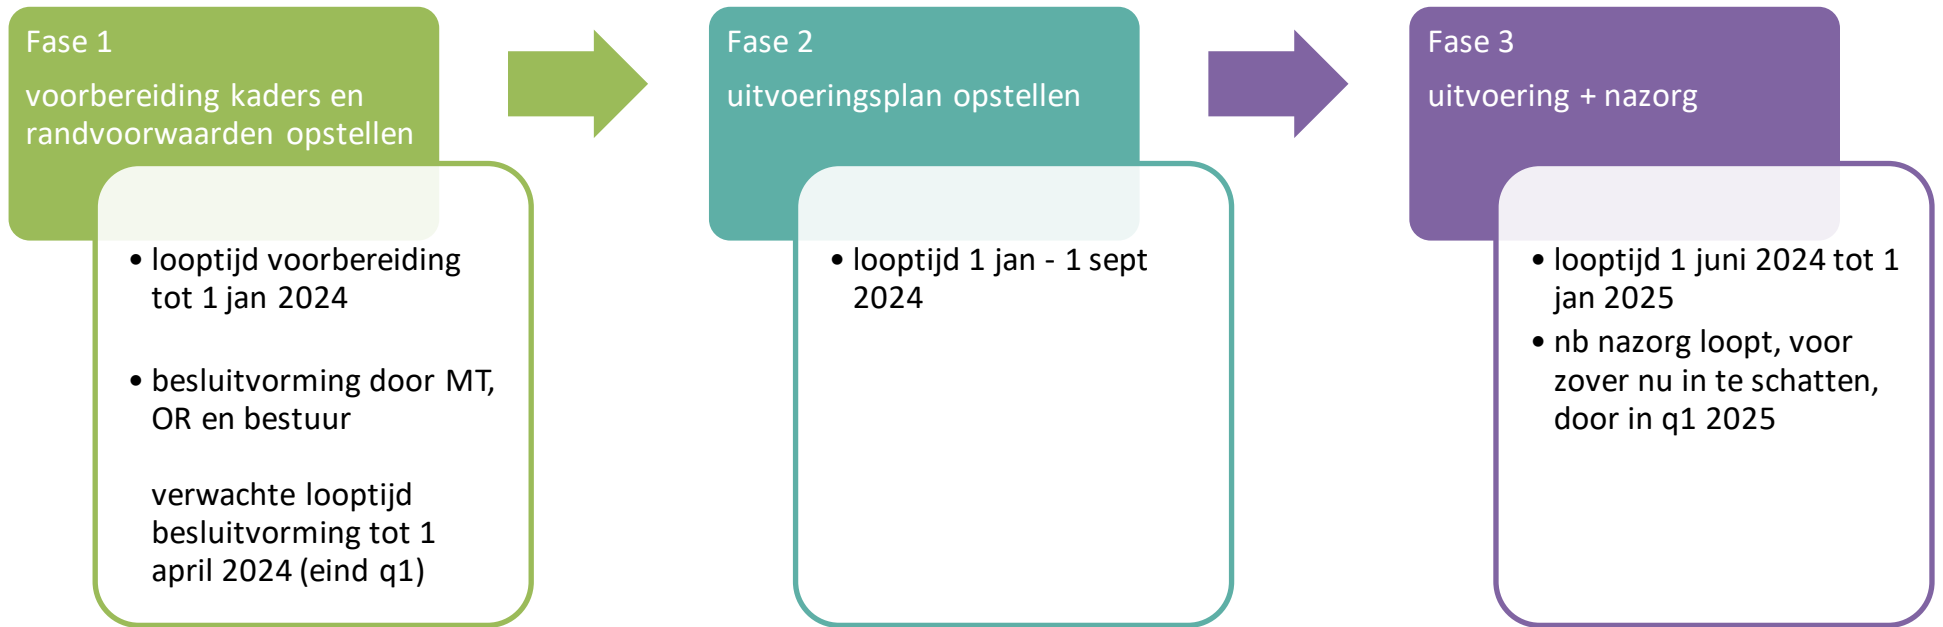 Fase 1
voorbereiding kaders en
randvoorwaarden opstellen
• looptijd voorbereiding
tot 1 jan 2024
• besluitvorming door MT,
OR en bestuur
verwachte looptijd
besluitvorming tot 1
april 2024 (eind q1)
Fase 2
uitvoeringsplan opstellen
• looptijd 1 jan - 1 sept
2024
Fase 3
uitvoering + nazorg
• looptijd 1 juni 2024 tot 1
jan 2025
• nb nazorg loopt, voor
zover nu in te schatten,
door in q1 2025